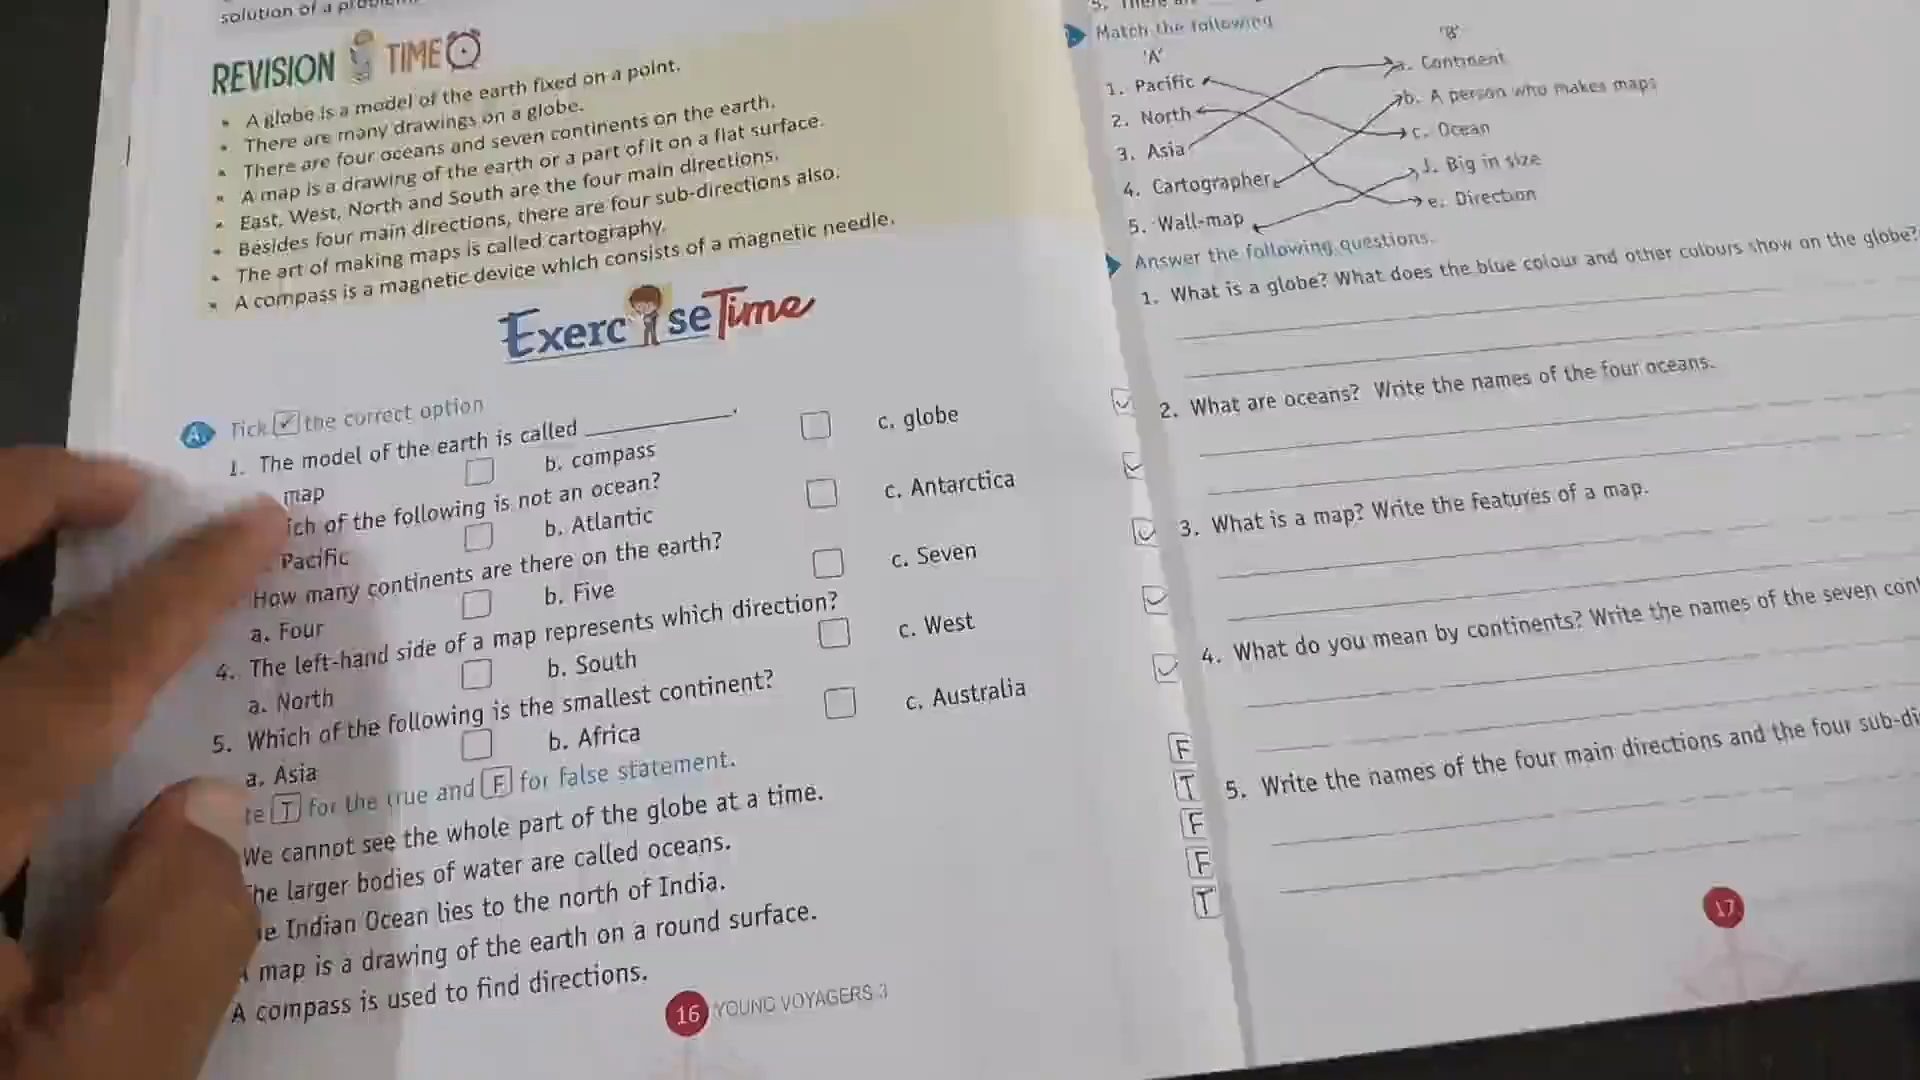 solution of a
REVISION TIME
• A globe is a model of the earth fixed on a point.
• There are many drawings on a globe.
• There are four oceans and seven continents on the earth.
• A map is a drawing of the earth or a part of it on a flat surface.
• East, West, North and South are the four main directions.
• Besides four main directions, there are four sub-directions also.
• The art of making maps is called cartography.
• A compass is a magnetic device which consists of a magnetic needle.
Exercise Time
A. Tick ✓ the correct option
1. The model of the earth is called ________.
map b. compass c. globe
ich of the following is not an ocean?
Pacific b. Atlantic c. Antarctica
How many continents are there on the earth?
a. Four b. Five c. Seven
4. The left-hand side of a map represents which direction?
a. North b. South c. West
5. Which of the following is the smallest continent?
a. Asia b. Africa c. Australia
te T for the true and F for false statement.
We cannot see the whole part of the globe at a time. F
he larger bodies of water are called oceans. T
e Indian Ocean lies to the north of India. F
map is a drawing of the earth on a round surface. F
A compass is used to find directions. T
16 YOUNG VOYAGERS 3
5. There
Match the following
'A' 'B'
1. Pacific a. Continent
2. North b. A person who makes maps
3. Asia c. Ocean
4. Cartographer d. Big in size
5. Wall-map e. Direction
Answer the following questions.
1. What is a globe? What does the blue colour and other colours show on the globe?
2. What are oceans? Write the names of the four oceans.
3. What is a map? Write the features of a map.
4. What do you mean by continents? Write the names of the seven con
5. Write the names of the four main directions and the four sub-di
17